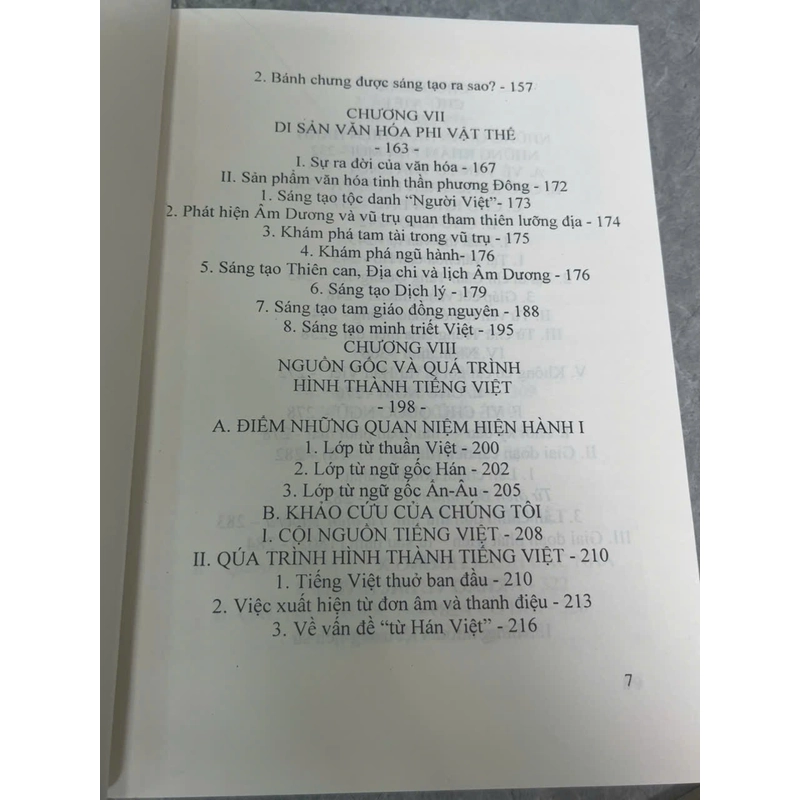 2. Bánh chưng được sáng tạo ra sao? - 157
CHƯƠNG VII
DI SẢN VĂN HÓA PHI VẬT THỂ
- 163 -
I. Sự ra đời của văn hóa - 167
II. Sản phẩm văn hóa tinh thần phương Đông - 172
1. Sáng tạo tộc danh “Người Việt”- 173
2. Phát hiện Âm Dương và vũ trụ quan tham thiên lưỡng địa - 174
3. Khám phá tam tài trong vũ trụ - 175
4. Khám phá ngũ hành- 176
5. Sáng tạo Thiên can, Địa chi và lịch Âm Dương - 176
6. Sáng tạo Dịch lý - 179
7. Sáng tạo tam giáo đồng nguyên - 188
8. Sáng tạo minh triết Việt - 195
CHƯƠNG VIII
NGUỒN GỐC VÀ QUÁ TRÌNH
HÌNH THÀNH TIẾNG VIỆT
- 198 -
A. ĐIỂM NHỮNG QUAN NIỆM HIỆN HÀNH I
1. Lớp từ thuần Việt - 200
2. Lớp từ ngữ gốc Hán - 202
3. Lớp từ ngữ gốc Ấn-Âu - 205
B. KHẢO CỨU CỦA CHÚNG TÔI
I. CỘI NGUỒN TIẾNG VIỆT - 208
II. QÚA TRÌNH HÌNH THÀNH TIẾNG VIỆT - 210
1. Tiếng Việt thuở ban đầu - 210
2. Việc xuất hiện từ đơn âm và thanh điệu - 213
3. Về vấn đề “từ Hán Việt” - 216
7